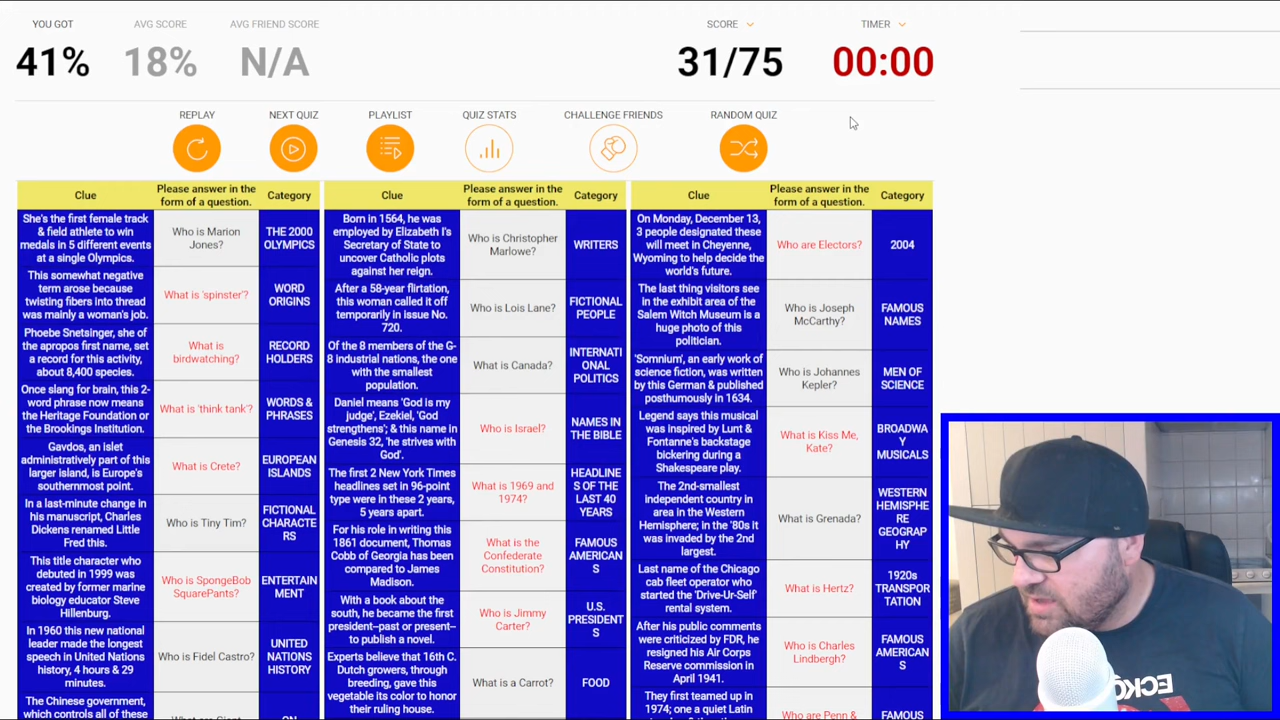 YOU GOT
AVG SCORE
AVG FRIEND SCORE
SCORE
TIMER
41%
18%
N/A
31/75
00:00
REPLAY
NEXT QUIZ
PLAYLIST
QUIZ STATS
CHALLENGE FRIENDS
RANDOM QUIZ
Clue
Please answer in the
form of a question.
Category
She's the first female track
& field athlete to win
medals in 5 different events
at a single Olympics.
Who is Marion
Jones?
THE 2000
OLYMPICS
This somewhat negative
term arose because
twisting fibers into thread
was mainly a woman's job.
What is 'spinster'?
WORD
ORIGINS
Phoebe Snetsinger, she of
the apropos first name, set
a record for this activity,
about 8,400 species.
What is
birdwatching?
RECORD
HOLDERS
Once slang for brain, this 2-
word phrase now means
the Heritage Foundation or
the Brookings Institution.
What is 'think tank'?
WORDS &
PHRASES
Gavdos, an islet
administratively part of this
larger island, is Europe's
southernmost point.
What is Crete?
EUROPEAN
ISLANDS
In a last-minute change in
his manuscript, Charles
Dickens renamed Little
Fred this.
Who is Tiny Tim?
FICTIONAL
CHARACTE
RS
This title character who
debuted in 1999 was
created by former marine
biology educator Steve
Hillenburg.
Who is SpongeBob
SquarePants?
ENTERTAIN
MENT
In 1960 this new national
leader made the longest
speech in United Nations
history, 4 hours & 29
minutes.
Who is Fidel Castro?
UNITED
NATIONS
HISTORY
The Chinese government,
which controls all of these
Clue
Please answer in the
form of a question.
Category
Born in 1564, he was
employed by Elizabeth I's
Secretary of State to
uncover Catholic plots
against her reign.
Who is Christopher
Marlowe?
WRITERS
After a 58-year flirtation,
this woman called it off
temporarily in issue No.
720.
Who is Lois Lane?
FICTIONAL
PEOPLE
Of the 8 members of the G-
8 industrial nations, the one
with the smallest
population.
What is Canada?
INTERNATI
ONAL
POLITICS
Daniel means 'God is my
judge', Ezekiel, 'God
strengthens'; & this name in
Genesis 32, 'he strives with
God'.
Who is Israel?
NAMES IN
THE BIBLE
The first 2 New York Times
headlines set in 96-point
type were in these 2 years,
5 years apart.
What is 1969 and
1974?
HEADLINE
S OF THE
LAST 40
YEARS
For his role in writing this
1861 document, Thomas
Cobb of Georgia has been
compared to James
Madison.
What is the
Confederate
Constitution?
FAMOUS
AMERICAN
S
With a book about the
south, he became the first
president--past or present--
to publish a novel.
Who is Jimmy
Carter?
U.S.
PRESIDENT
S
Experts believe that 16th C.
Dutch growers, through
breeding, gave this
vegetable its color to honor
their ruling house.
What is a Carrot?
FOOD
Clue
Please answer in the
form of a question.
Category
On Monday, December 13,
3 people designated these
will meet in Cheyenne,
Wyoming to help decide the
world's future.
Who are Electors?
2004
The last thing visitors see
in the exhibit area of the
Salem Witch Museum is a
huge photo of this
politician.
Who is Joseph
McCarthy?
FAMOUS
NAMES
'Somnium', an early work of
science fiction, was written
by this German & published
posthumously in 1634.
Who is Johannes
Kepler?
MEN OF
SCIENCE
Legend says this musical
was inspired by Lunt &
Fontanne's backstage
bickering during a
Shakespeare play.
What is Kiss Me,
Kate?
BROADWA
Y
MUSICALS
The 2nd-smallest
independent country in
area in the Western
Hemisphere; in the '80s it
was invaded by the 2nd
largest.
What is Grenada?
WESTERN
HEMISPHE
RE
GEOGRAP
HY
Last name of the Chicago
cab fleet operator who
started the 'Drive-Ur-Self'
rental system.
What is Hertz?
1920s
TRANSPOR
TATION
After his public comments
were criticized by FDR, he
resigned his Air Corps
Reserve commission in
April 1941.
Who is Charles
Lindbergh?
FAMOUS
AMERICAN
S
They first teamed up in
1974; one a quiet Latin
Who are Penn &
FAMOUS